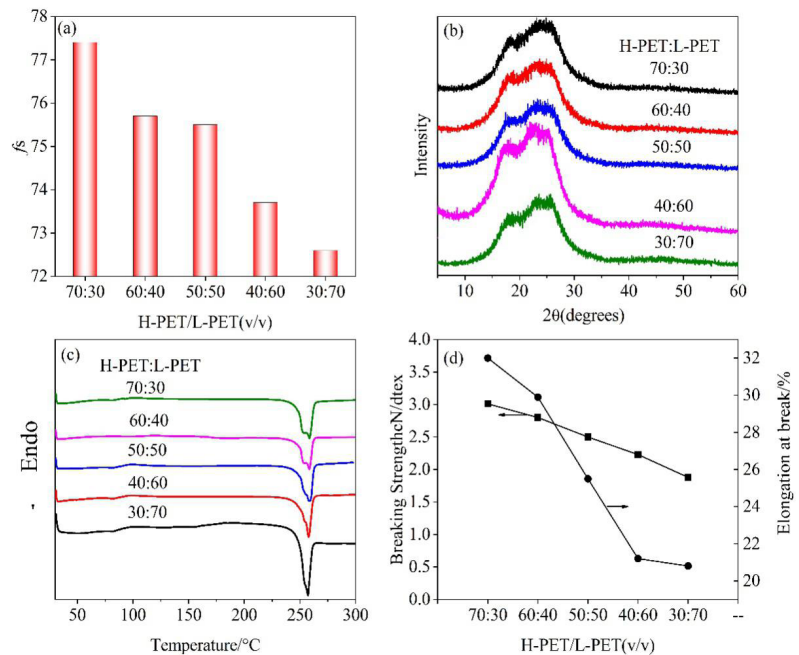 (a)
78
77
76
75
74
73
72
fs
70:30 60:40 50:50 40:60 30:70
H-PET/L-PET(v/v)
(b)
H-PET:L-PET
70:30
60:40
50:50
40:60
30:70
Intensity
10 20 30 40 50 60
2θ(degrees)
(c)
H-PET:L-PET
70:30
60:40
50:50
40:60
30:70
- Endo
50 100 150 200 250 300
Temperature/°C
(d)
4.0
3.5
3.0
2.5
2.0
1.5
1.0
0.5
0.0
Breaking StrengthcN/dtex
32
30
28
26
24
22
20
Elongation at break/%
70:30 60:40 50:50 40:60 30:70 --
H-PET/L-PET(v/v)